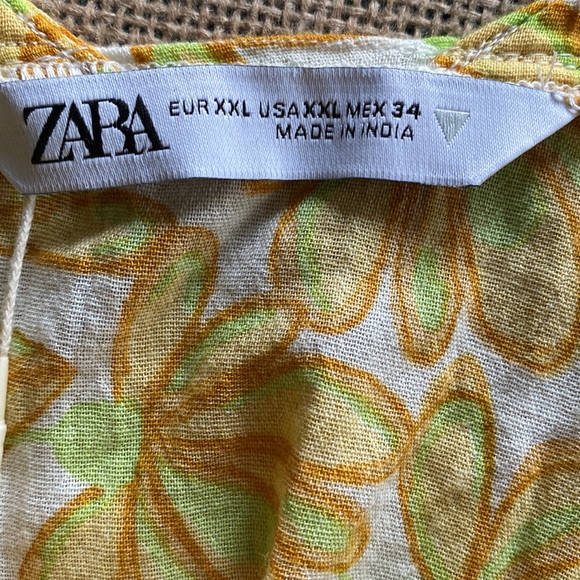 ZARA
EUR XXL USA XXL MEX 34
MADE IN INDIA